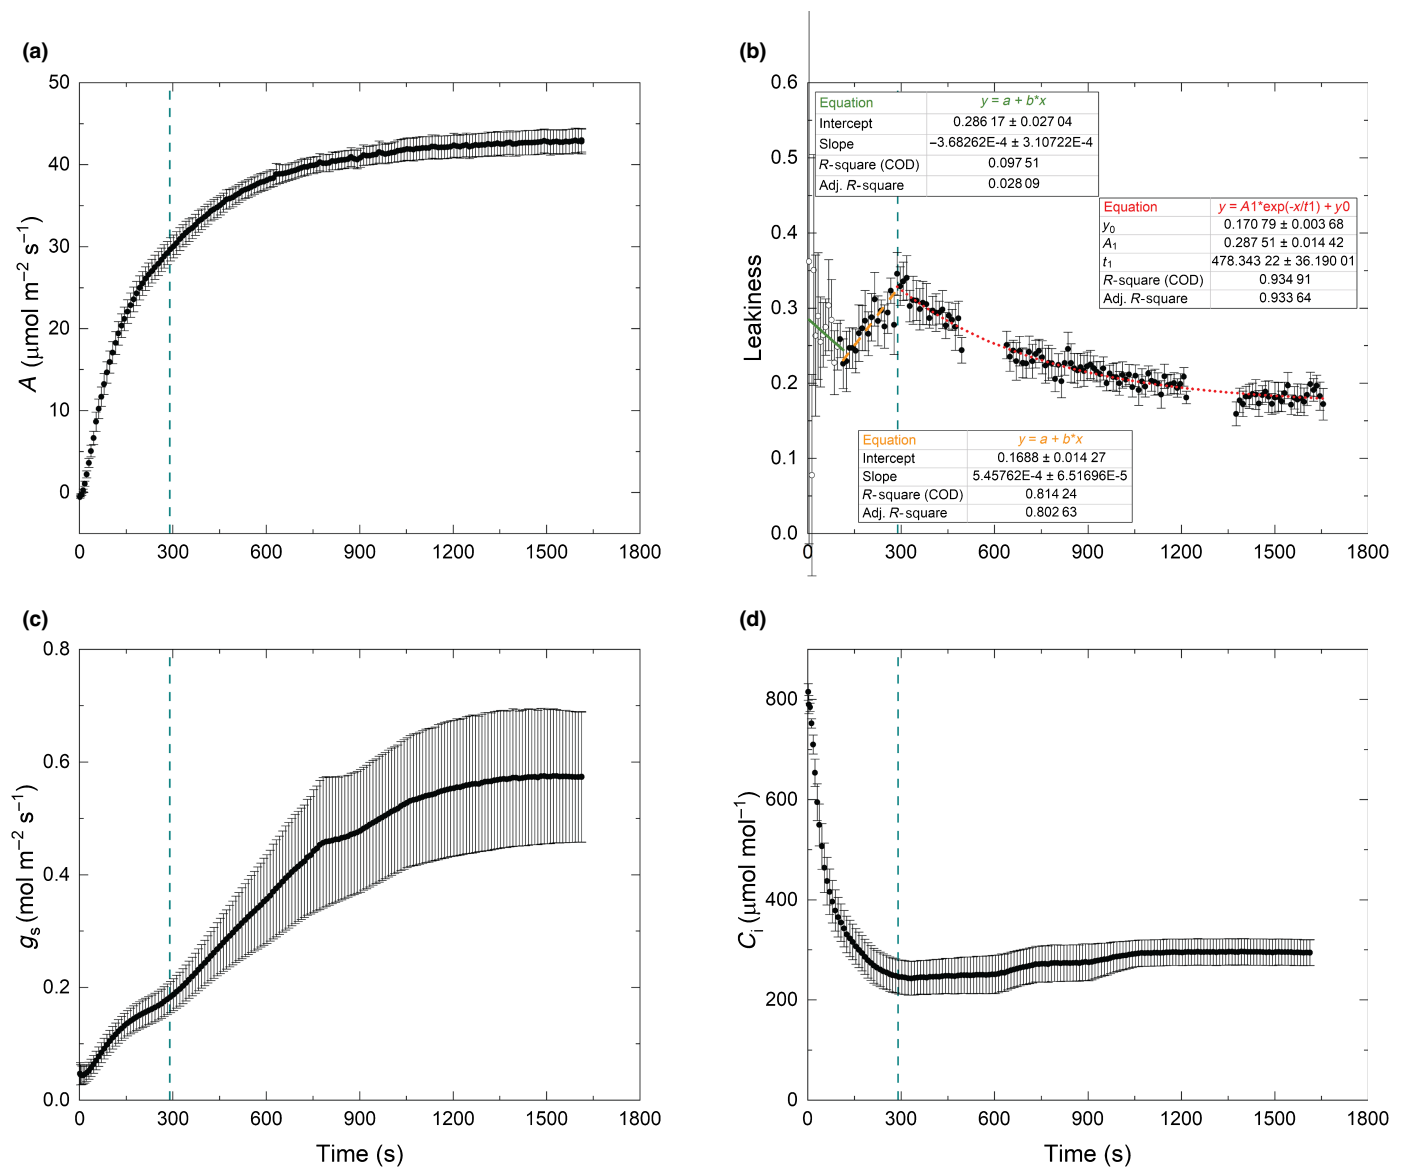 (a)
50
40
30
20
10
0
A (μmol m−2 s−1)
0 300 600 900 1200 1500 1800
(b)
0.6
0.5
0.4
0.3
0.2
0.1
0.0
Leakiness
Equation y = a + b*x
Intercept 0.286 17 ± 0.027 04
Slope −3.68262E-4 ± 3.10722E-4
R-square (COD) 0.097 51
Adj. R-square 0.028 09
Equation y = A1*exp(-x/t1) + y0
y0 0.170 79 ± 0.003 68
A1 0.287 51 ± 0.014 42
t1 478.343 22 ± 36.190 01
R-square (COD) 0.934 91
Adj. R-square 0.933 64
Equation y = a + b*x
Intercept 0.1688 ± 0.014 27
Slope 5.45762E-4 ± 6.51696E-5
R-square (COD) 0.814 24
Adj. R-square 0.802 63
0 300 600 900 1200 1500 1800
(c)
0.8
0.6
0.4
0.2
0.0
gs (mol m−2 s−1)
0 300 600 900 1200 1500 1800
Time (s)
(d)
800
600
400
200
0
Ci (μmol mol−1)
0 300 600 900 1200 1500 1800
Time (s)